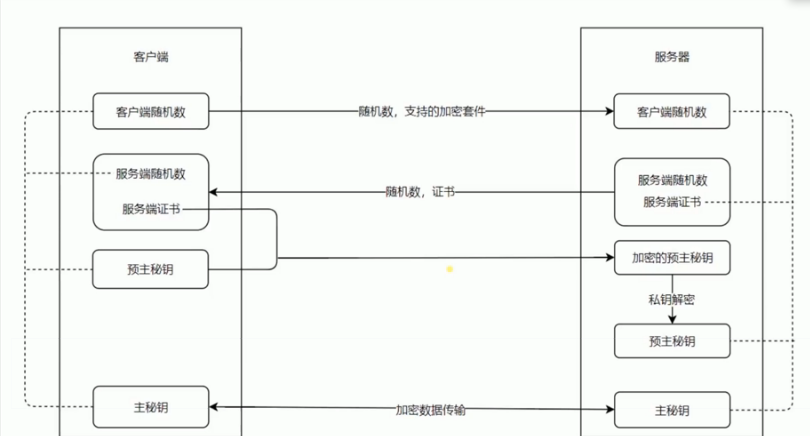 客户端
服务器
客户端随机数
随机数，支持的加密套件
客户端随机数
服务端随机数
服务端证书
随机数，证书
服务端随机数
服务端证书
预主秘钥
加密的预主秘钥
私钥解密
预主秘钥
主秘钥
加密数据传输
主秘钥